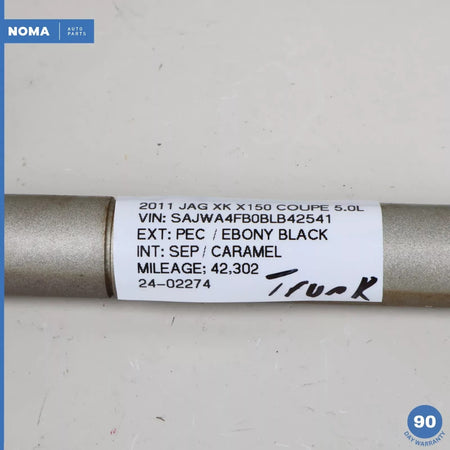 NOMA AUTO PARTS
2011 JAG XK X150 COUPE 5.0L
VIN: SAJWA4FB0BLB42541
EXT: PEC / EBONY BLACK
INT: SEP / CARAMEL
MILEAGE; 42,302
24-02274
Trunk
90
DAY WARRANTY